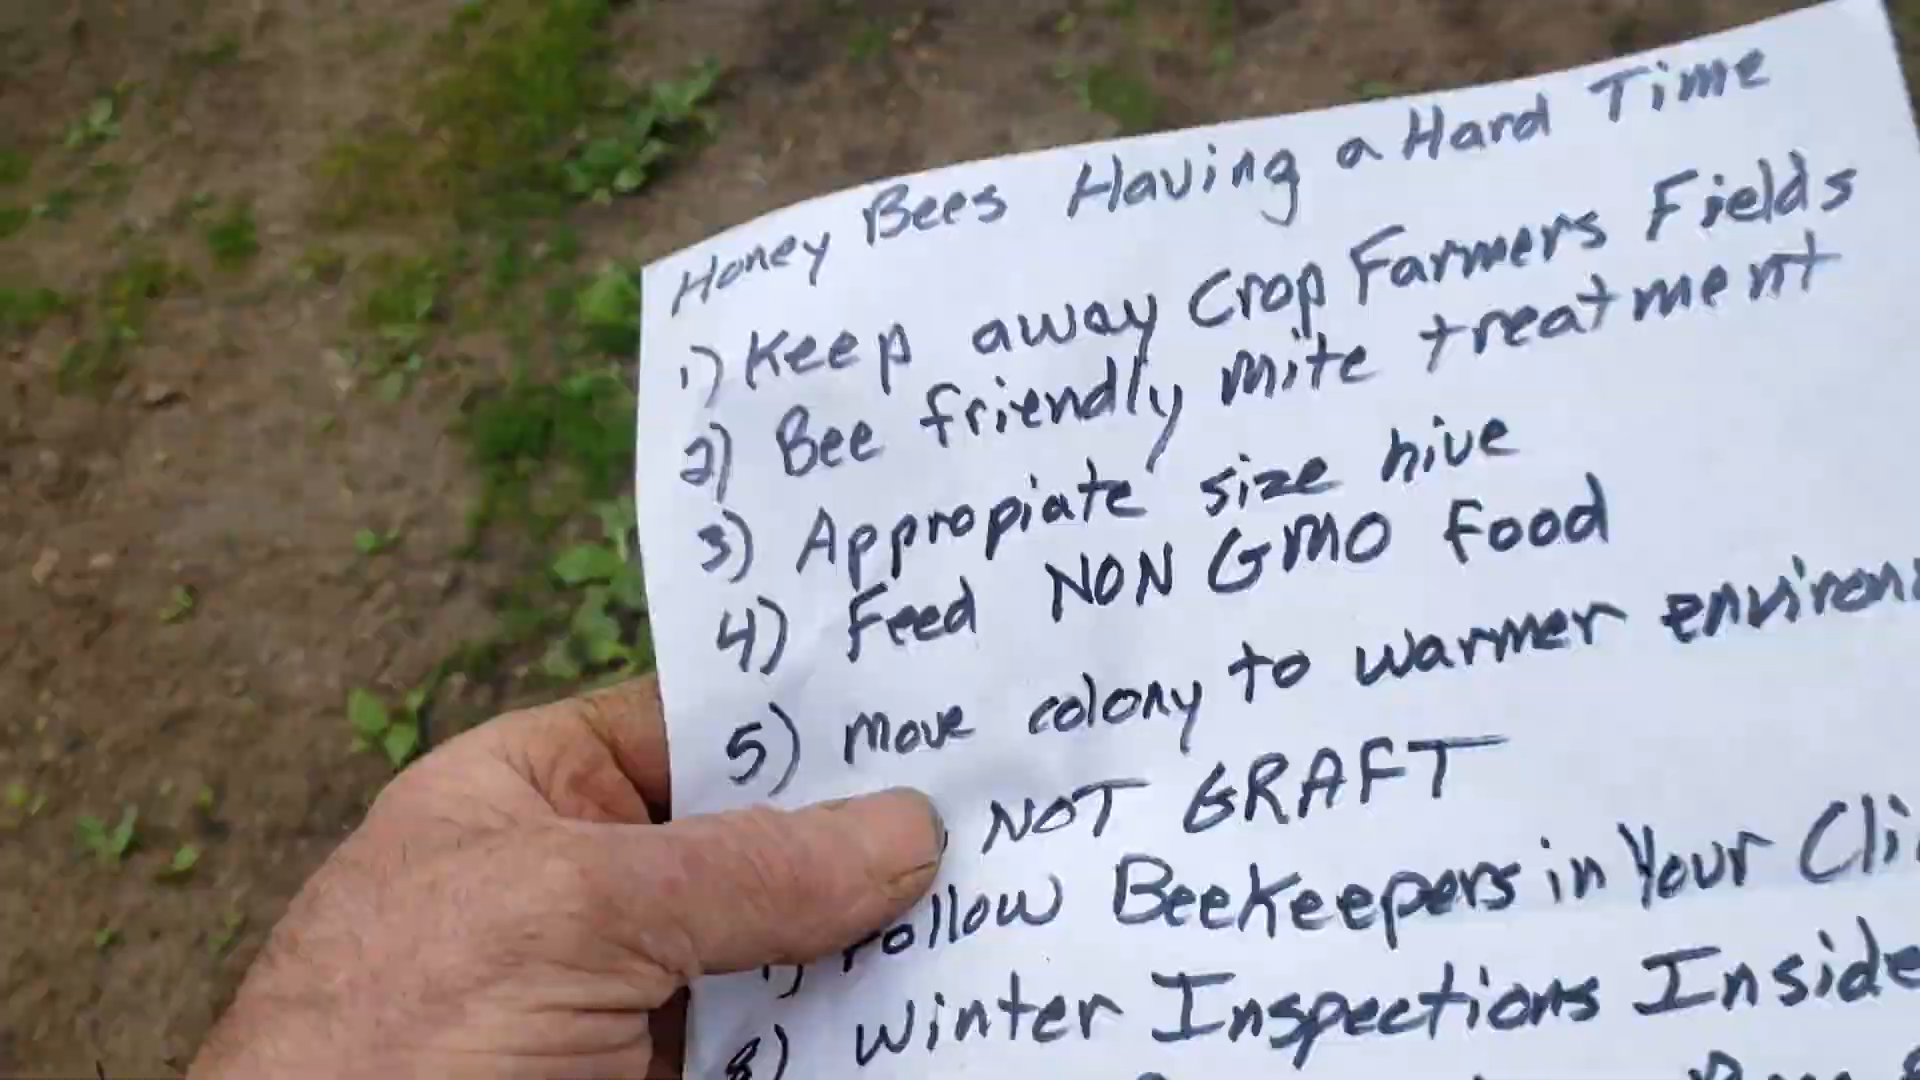 Honey Bees Having a Hard Time
1) Keep away Crop Farmers Fields
2) Bee friendly mite treatment
3) Appropiate size hive
4) Feed NON GMO Food
5) Move colony to warmer
NOT GRAFT
Follow Beekeepers in Your
8) Winter Inspections Inside